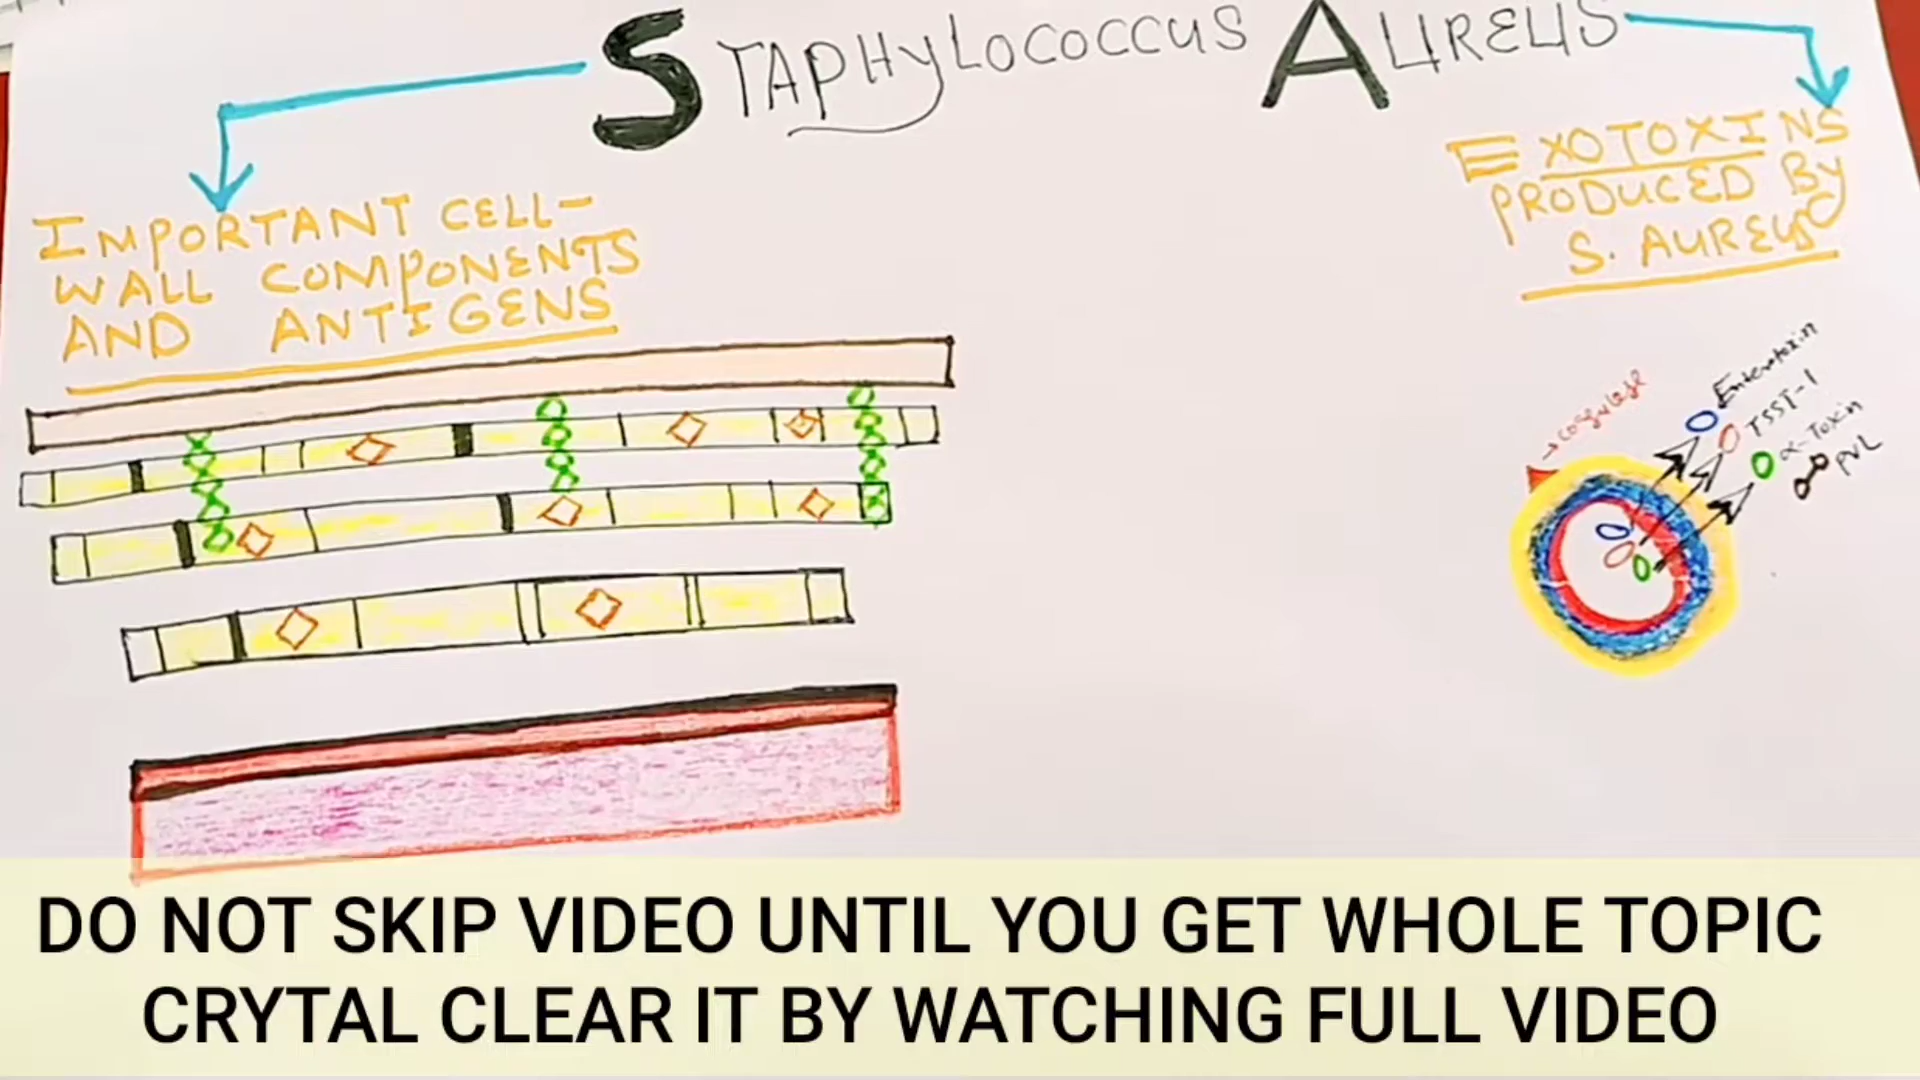 STAPHYLOCOCCUS AUREUS
IMPORTANT CELL-
WALL COMPONENTS
AND ANTIGENS
EXOTOXINS
PRODUCED BY
S. AUREUS
Enterotoxin
TSST-1
α-Toxin
PVL
coagulase
DO NOT SKIP VIDEO UNTIL YOU GET WHOLE TOPIC
CRYTAL CLEAR IT BY WATCHING FULL VIDEO